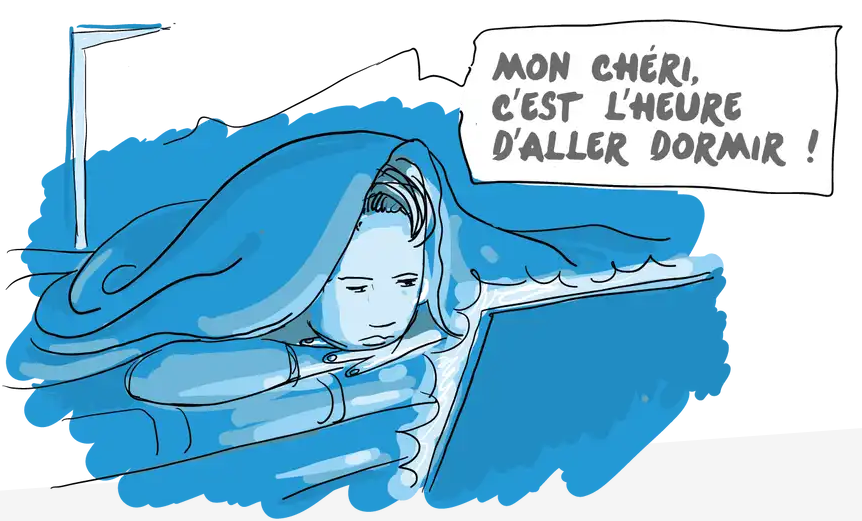 MON CHÉRI,
C'EST L'HEURE
D'ALLER DORMIR !